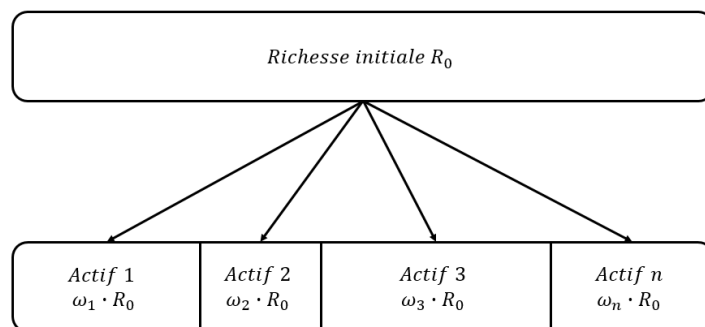 Richesse initiale R₀
Actif 1
ω₁ · R₀
Actif 2
ω₂ · R₀
Actif 3
ω₃ · R₀
Actif n
ωₙ · R₀